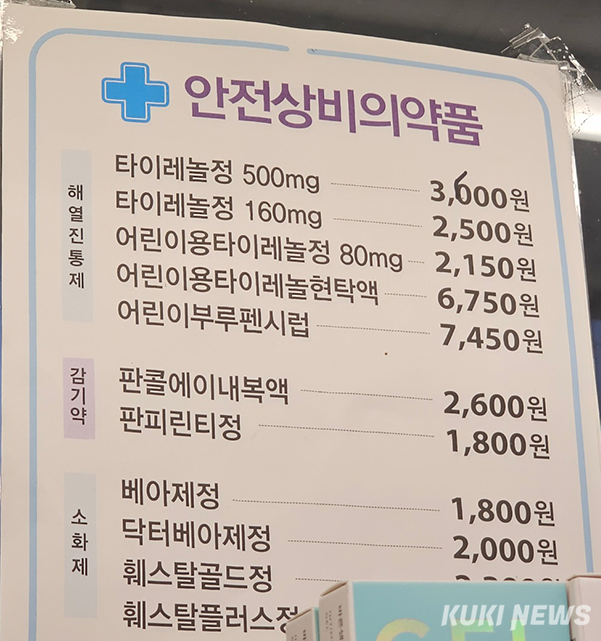 안전상비의약품
해열진통제
타이레놀정 500mg 3,600원
타이레놀정 160mg 2,500원
어린이용타이레놀정 80mg 2,150원
어린이용타이레놀현탁액 6,750원
어린이부루펜시럽 7,450원
감기약
판콜에이내복액 2,600원
판피린티정 1,800원
소화제
베아제정 1,800원
닥터베아제정 2,000원
훼스탈골드정
훼스탈플러스정
KUKI NEWS
KUKI NEWS